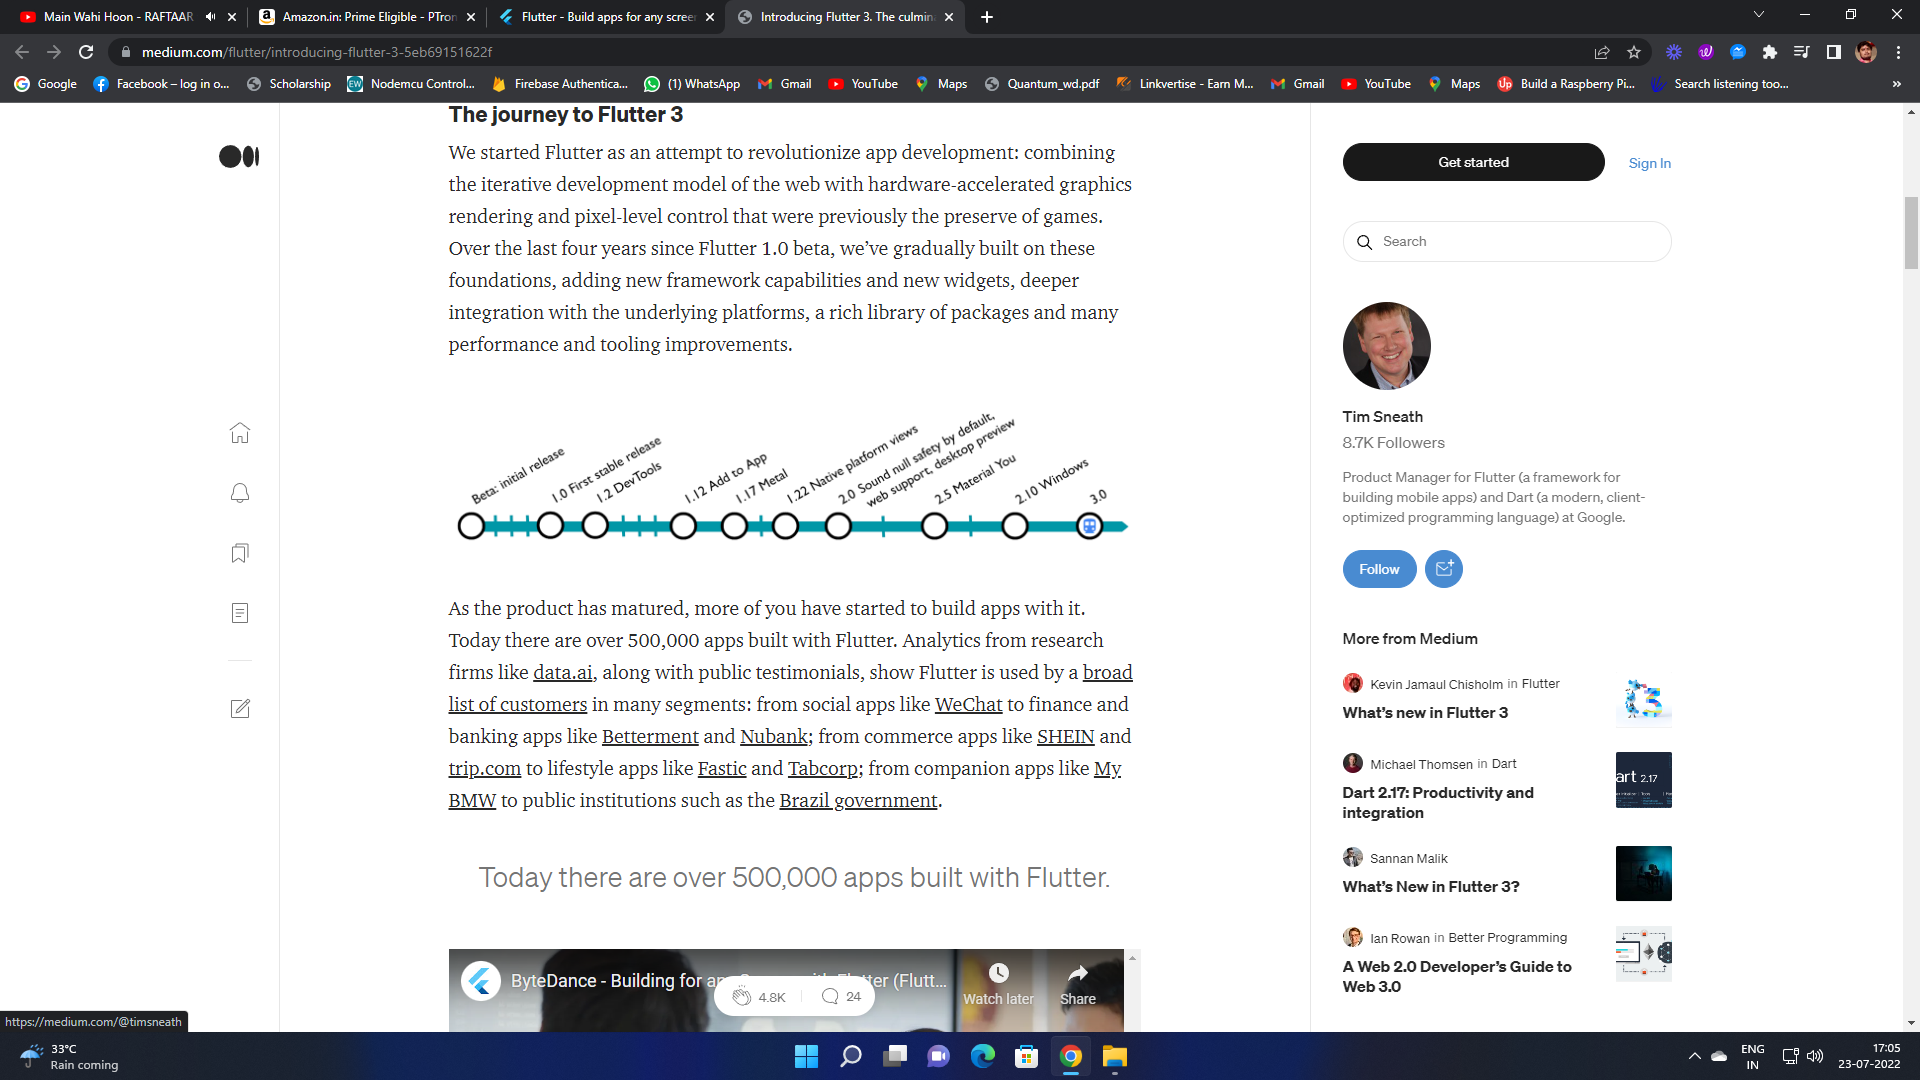 Main Wahi Hoon - RAFTAAR
Amazon.in: Prime Eligible - PTron
Flutter - Build apps for any screen
Introducing Flutter 3. The culmin
medium.com/flutter/introducing-flutter-3-5eb69151622f
Google
Facebook – log in o...
Scholarship
Nodemcu Control...
Firebase Authentica...
(1) WhatsApp
Gmail
YouTube
Maps
Quantum_wd.pdf
Linkvertise - Earn M...
Gmail
YouTube
Maps
Build a Raspberry Pi...
Search listening too...
»
The journey to Flutter 3
We started Flutter as an attempt to revolutionize app development: combining
the iterative development model of the web with hardware-accelerated graphics
rendering and pixel-level control that were previously the preserve of games.
Over the last four years since Flutter 1.0 beta, we’ve gradually built on these
foundations, adding new framework capabilities and new widgets, deeper
integration with the underlying platforms, a rich library of packages and many
performance and tooling improvements.
Beta: initial release
1.0 First stable release
1.2 DevTools
1.12 Add to App
1.17 Metal
1.22 Native platform views
2.0 Sound null safety by default,
web support, desktop preview
2.5 Material You
2.10 Windows
3.0
As the product has matured, more of you have started to build apps with it.
Today there are over 500,000 apps built with Flutter. Analytics from research
firms like data.ai, along with public testimonials, show Flutter is used by a broad
list of customers in many segments: from social apps like WeChat to finance and
banking apps like Betterment and Nubank; from commerce apps like SHEIN and
trip.com to lifestyle apps like Fastic and Tabcorp; from companion apps like My
BMW to public institutions such as the Brazil government.
Today there are over 500,000 apps built with Flutter.
ByteDance - Building for an
er (Flutt...
Watch later
Share
4.8K
24
Get started
Sign In
Search
Tim Sneath
8.7K Followers
Product Manager for Flutter (a framework for
building mobile apps) and Dart (a modern, client-
optimized programming language) at Google.
Follow
More from Medium
Kevin Jamaul Chisholm in Flutter
What’s new in Flutter 3
Michael Thomsen in Dart
Dart 2.17: Productivity and
integration
art 2.17
Sannan Malik
What’s New in Flutter 3?
Ian Rowan in Better Programming
A Web 2.0 Developer’s Guide to
Web 3.0
https://medium.com/@timsneath
33°C
Rain coming
ENG
IN
17:05
23-07-2022